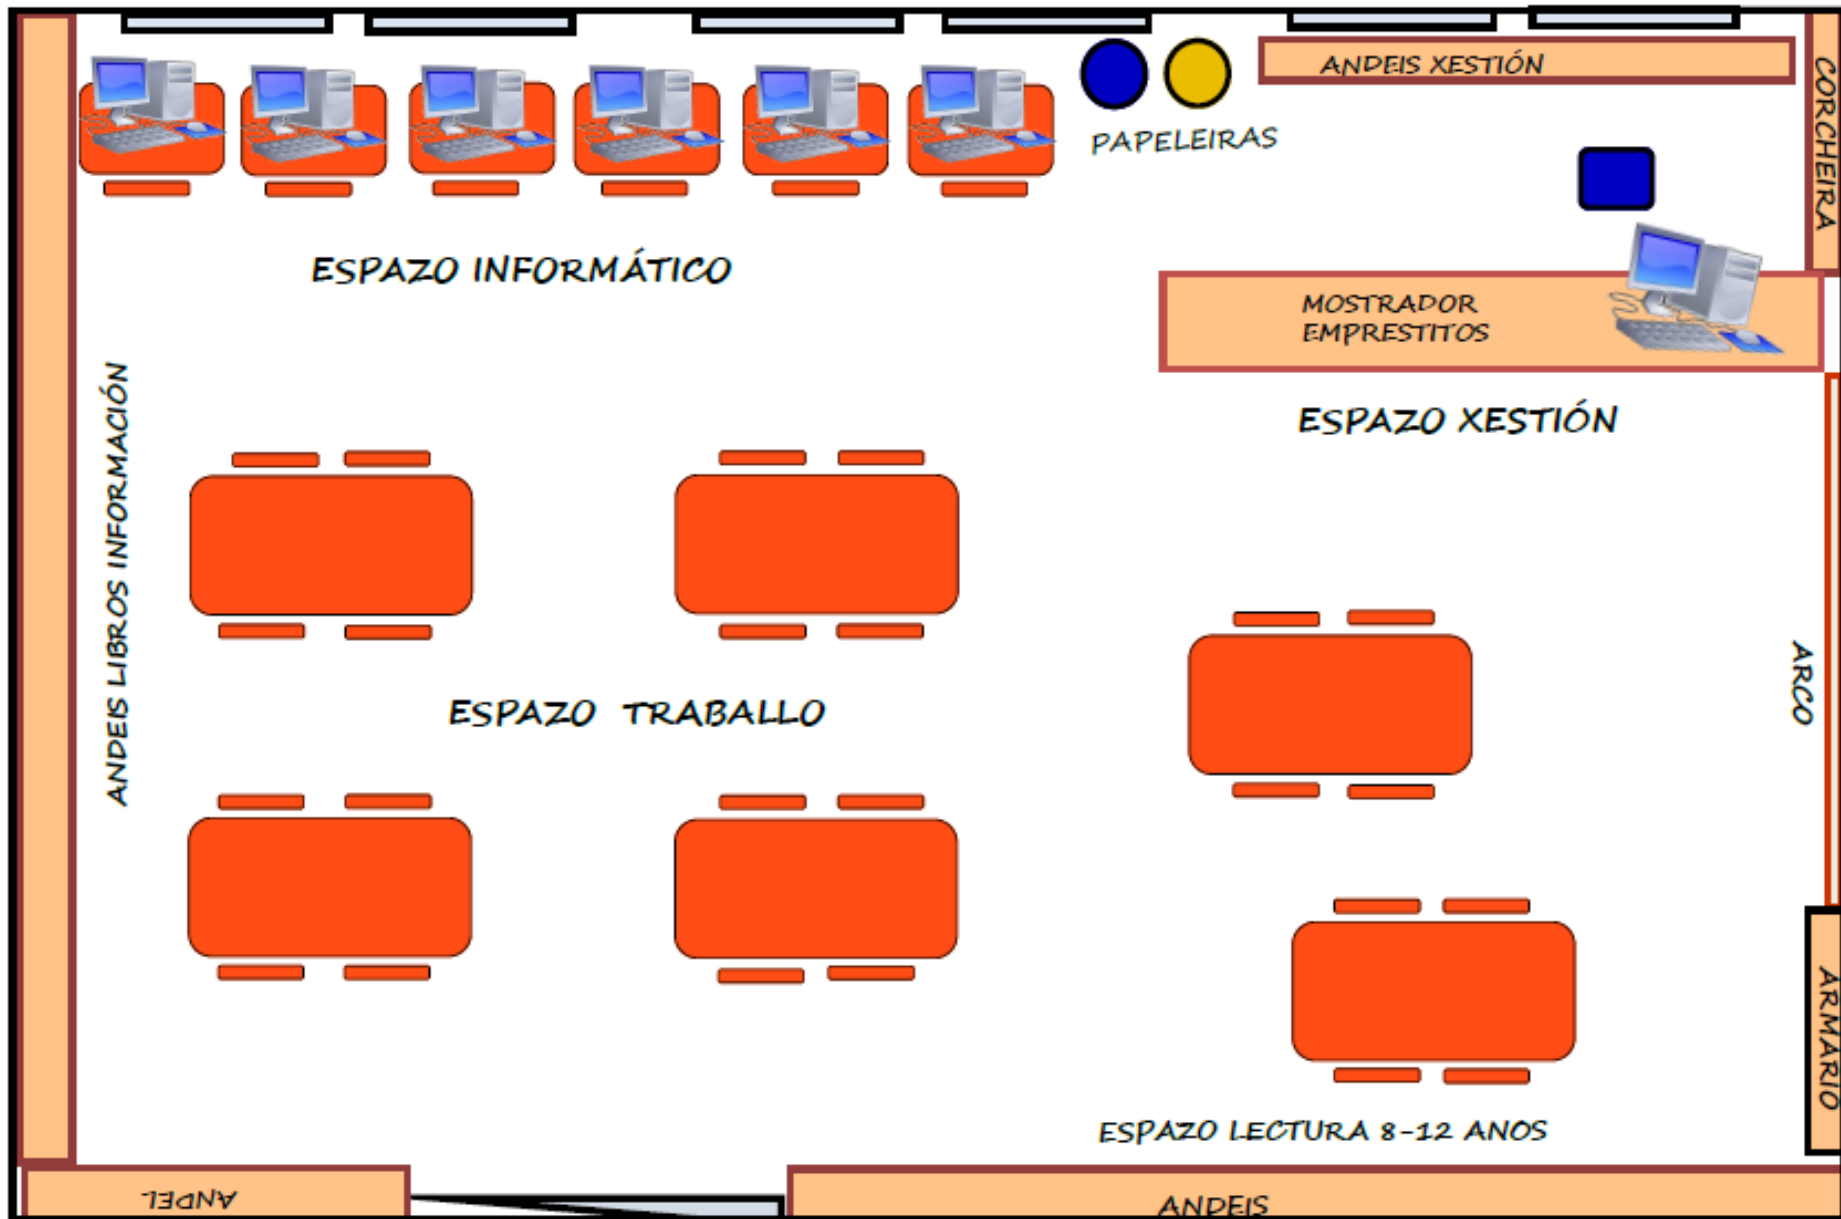 ANDEIS XESTIÓN
CORCHEIRA
PAPELEIRAS
ESPAZO INFORMÁTICO
MOSTRADOR
EMPRESTITOS
ANDEIS LIBROS INFORMACIÓN
ESPAZO XESTIÓN
ESPAZO TRABALLO
ARCO
ARMARIO
ESPAZO LECTURA 8-12 ANOS
ANDEL
ANDEIS